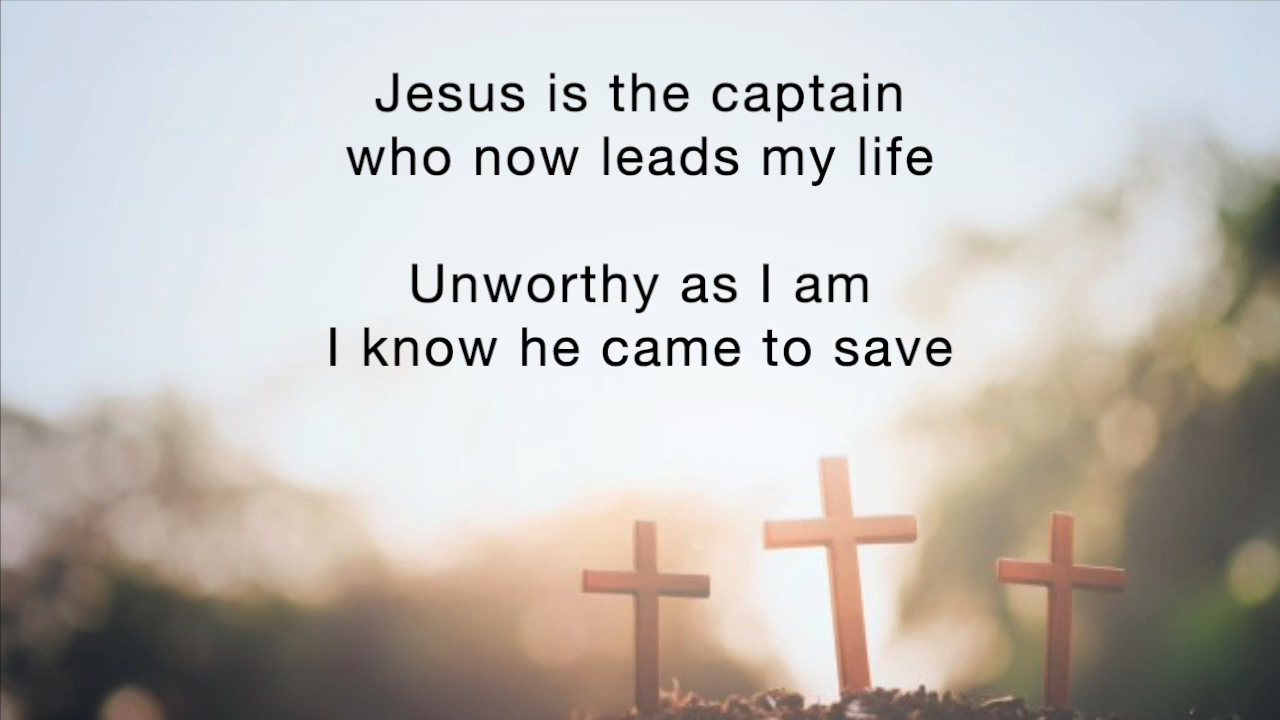 Jesus is the captain
who now leads my life
Unworthy as I am
I know he came to save